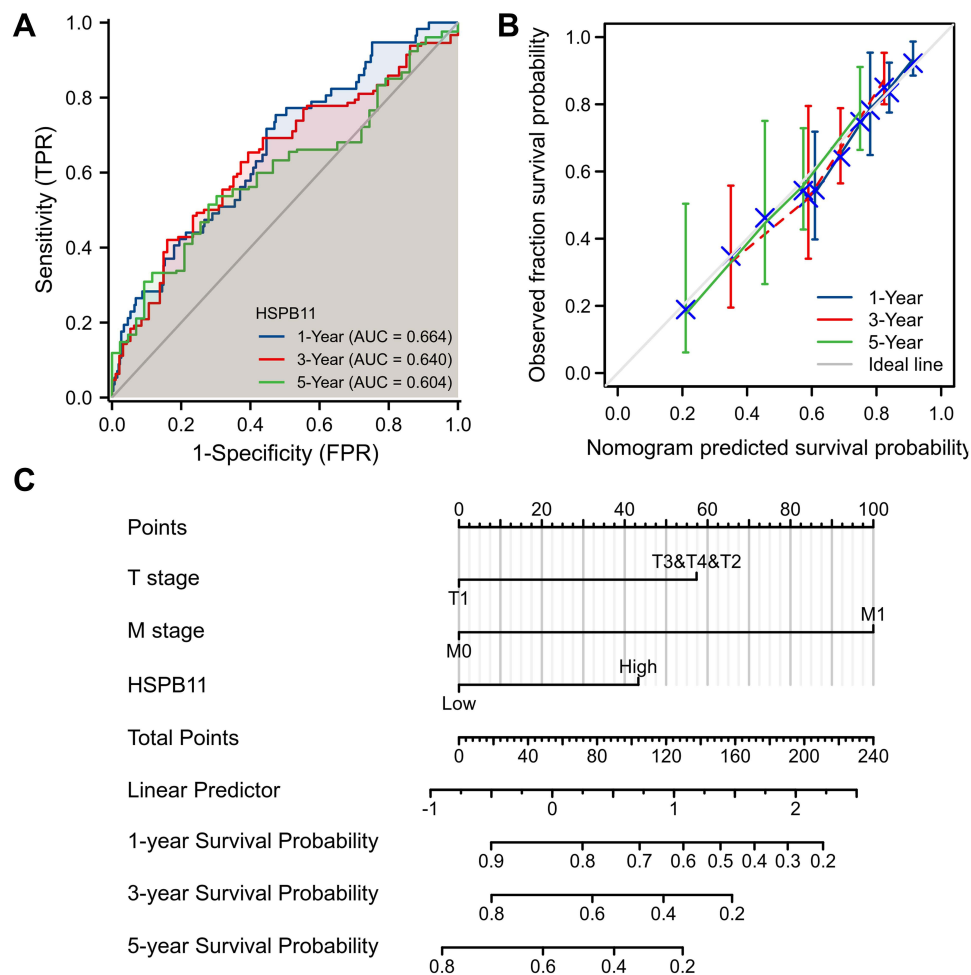 A
1.0
0.8
0.6
0.4
0.2
0.0
Sensitivity (TPR)
HSPB11
1-Year (AUC = 0.664)
3-Year (AUC = 0.640)
5-Year (AUC = 0.604)
0.0 0.2 0.4 0.6 0.8 1.0
1-Specificity (FPR)
B
1.0
0.8
0.6
0.4
0.2
0.0
Observed fraction survival probability
1-Year
3-Year
5-Year
Ideal line
0.0 0.2 0.4 0.6 0.8 1.0
Nomogram predicted survival probability
C
Points
0 20 40 60 80 100
T stage
T3&T4&T2
T1
M stage
M1
M0
HSPB11
High
Low
Total Points
0 40 80 120 160 200 240
Linear Predictor
-1 0 1 2
1-year Survival Probability
0.9 0.8 0.7 0.6 0.5 0.4 0.3 0.2
3-year Survival Probability
0.8 0.6 0.4 0.2
5-year Survival Probability
0.8 0.6 0.4 0.2